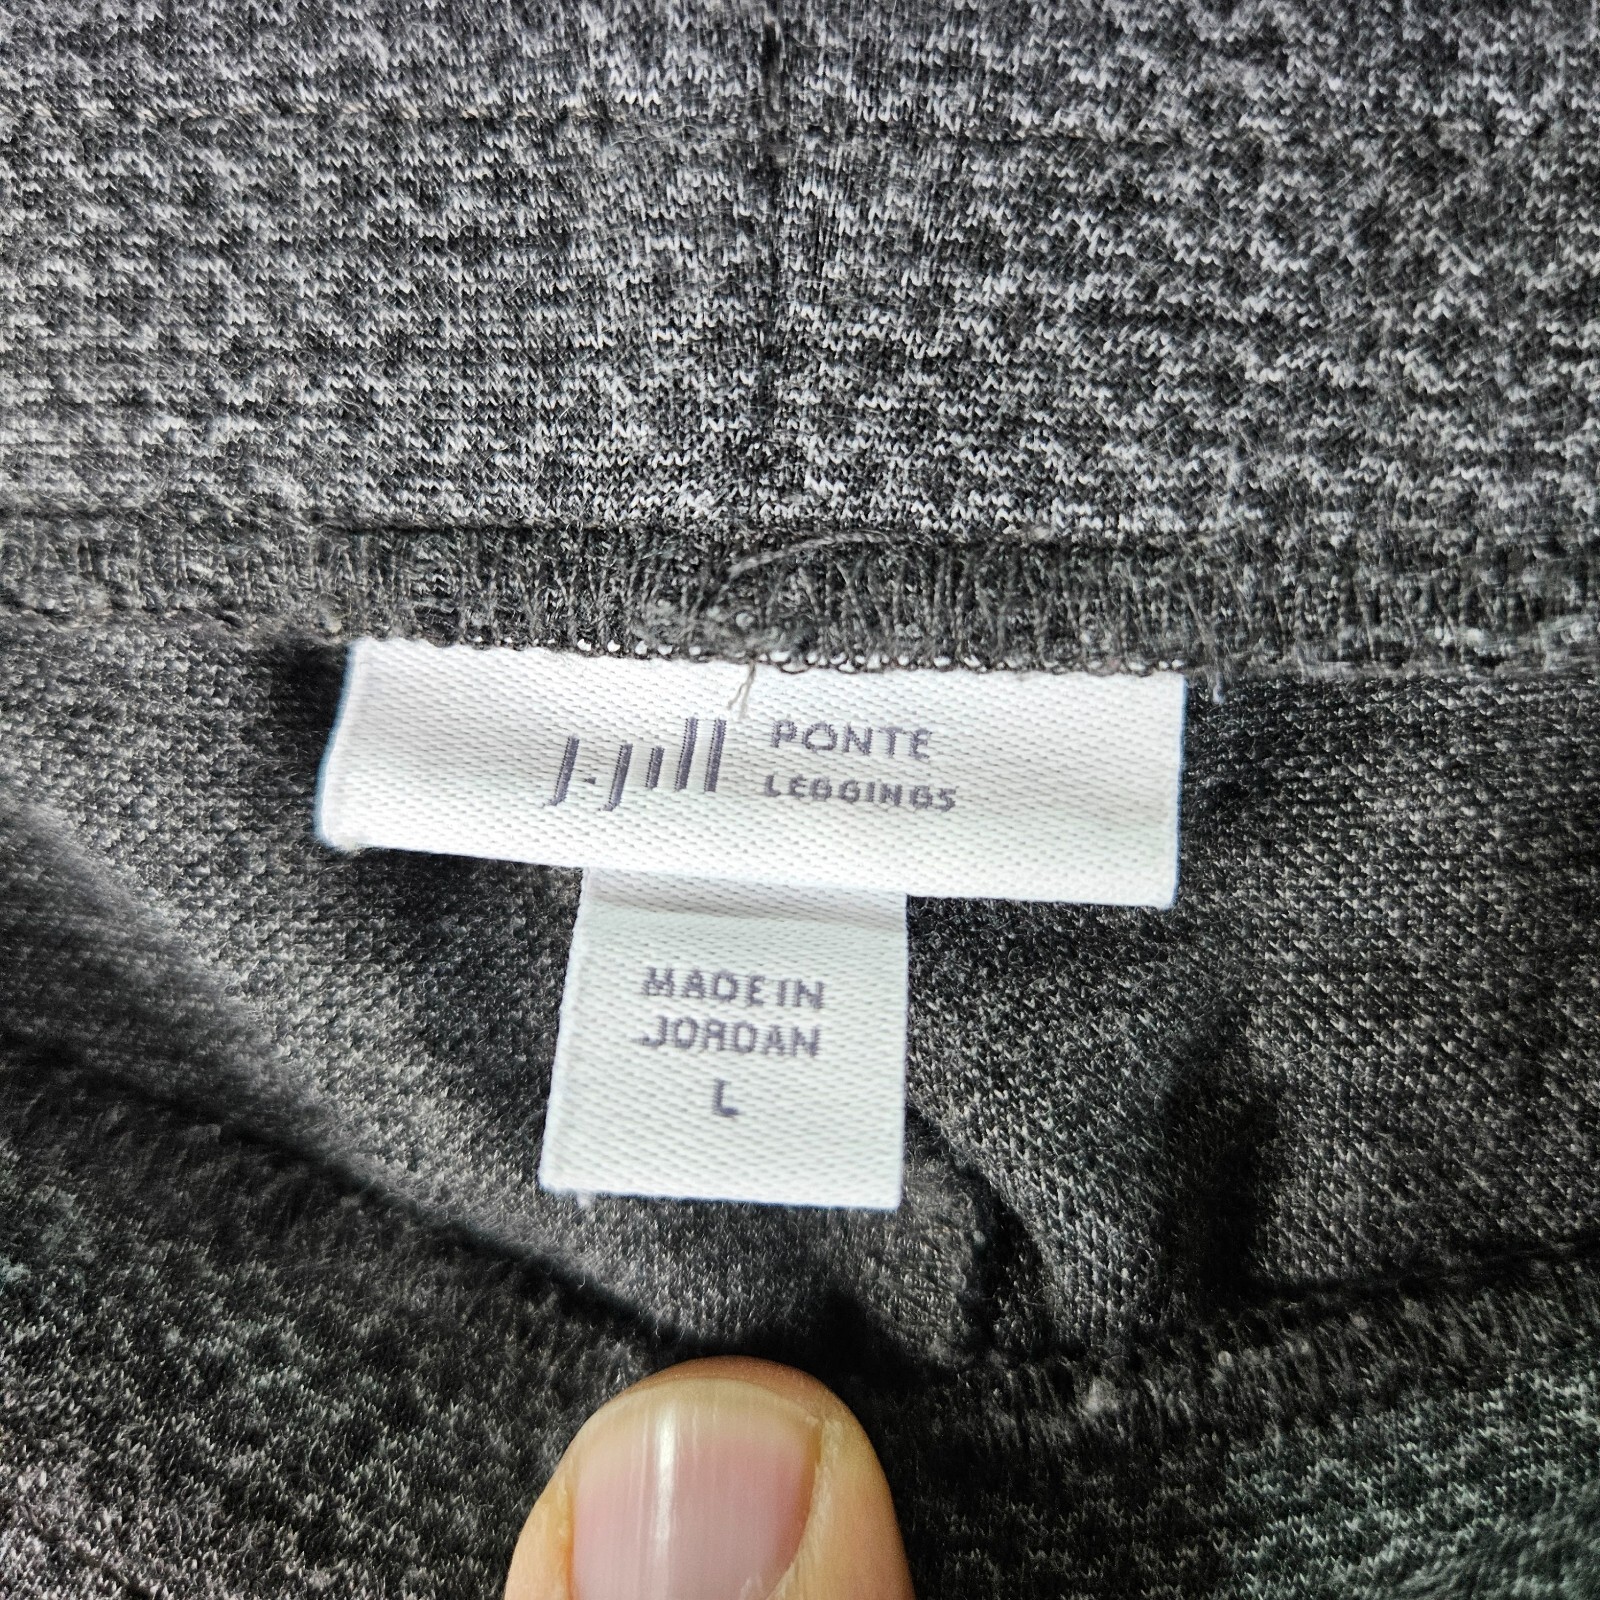 J.Jill PONTE
LEGGINGS
MADE IN
JORDAN
L